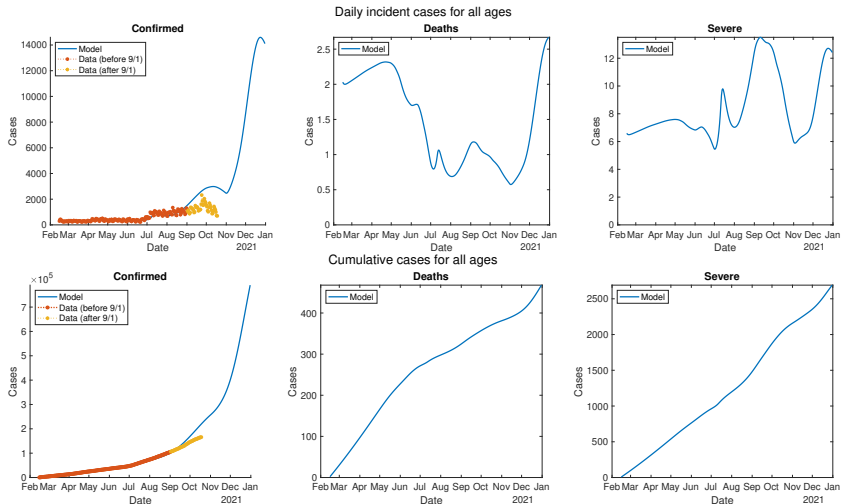 Daily incident cases for all ages
Confirmed
Model
Data (before 9/1)
Data (after 9/1)
14000
12000
10000
8000
6000
4000
2000
0
Cases
Feb Mar Apr May Jun Jul Aug Sep Oct Nov Dec Jan
Date
2021
Deaths
Model
2.5
2
1.5
1
0.5
0
Cases
Feb Mar Apr May Jun Jul Aug Sep Oct Nov Dec Jan
Date
2021
Severe
Model
12
10
8
6
4
2
0
Cases
Feb Mar Apr May Jun Jul Aug Sep Oct Nov Dec Jan
Date
2021
Cumulative cases for all ages
Confirmed
×10⁵
Model
Data (before 9/1)
Data (after 9/1)
7
6
5
4
3
2
1
0
Cases
Feb Mar Apr May Jun Jul Aug Sep Oct Nov Dec Jan
Date
2021
Deaths
Model
400
300
200
100
0
Cases
Feb Mar Apr May Jun Jul Aug Sep Oct Nov Dec Jan
Date
2021
Severe
Model
2500
2000
1500
1000
500
0
Cases
Feb Mar Apr May Jun Jul Aug Sep Oct Nov Dec Jan
Date
2021